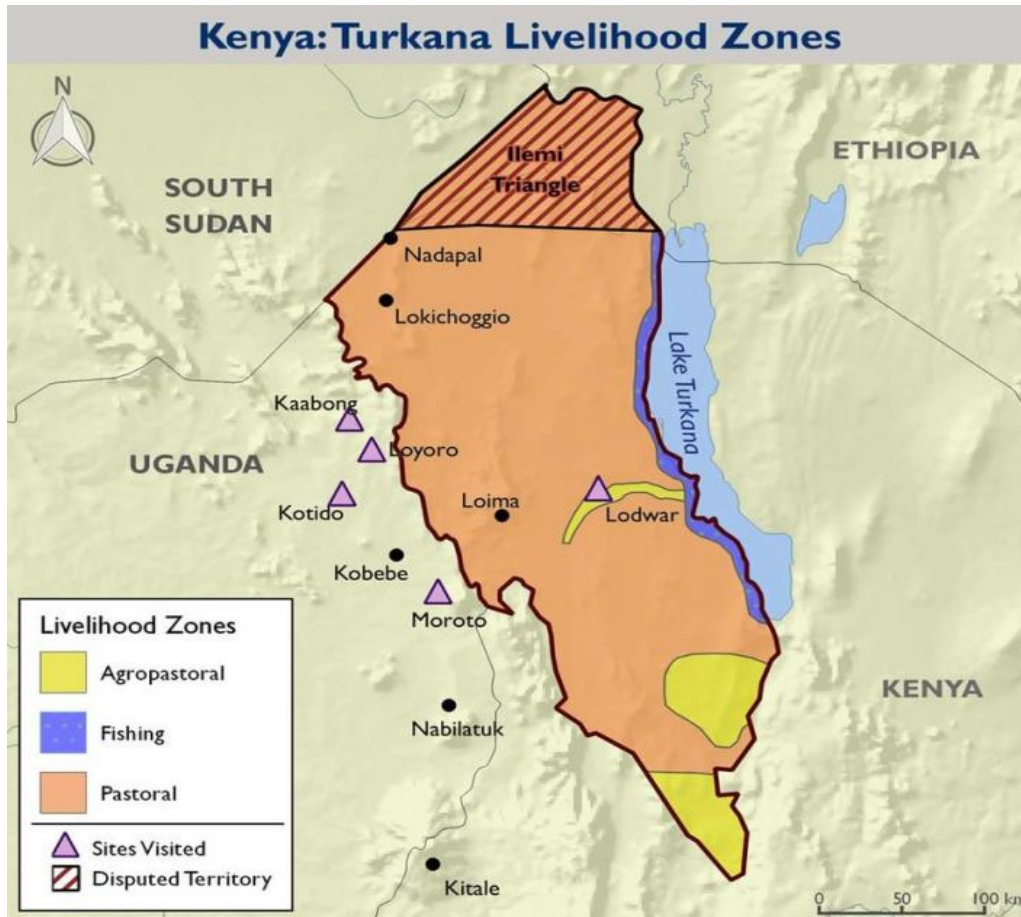 Kenya: Turkana Livelihood Zones
N
ETHIOPIA
Ilemi
Triangle
SOUTH
SUDAN
Nadapal
Lokichoggio
Lake Turkana
Kaabong
Loyoro
UGANDA
Kotido
Loima
Lodwar
Kobebe
Moroto
KENYA
Nabilatuk
Kitale
Livelihood Zones
Agropastoral
Fishing
Pastoral
Sites Visited
Disputed Territory
0 50 100 km